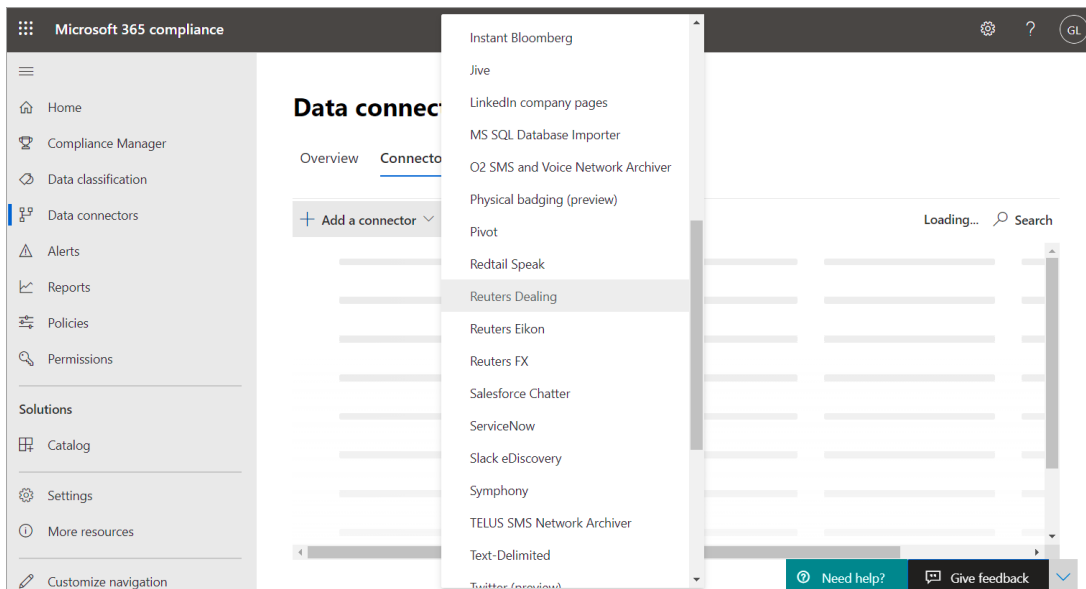 Microsoft 365 compliance
GL
Home
Compliance Manager
Data classification
Data connectors
Alerts
Reports
Policies
Permissions
Solutions
Catalog
Settings
More resources
Customize navigation
Data connec
Overview Connecto
Add a connector
Instant Bloomberg
Jive
LinkedIn company pages
MS SQL Database Importer
O2 SMS and Voice Network Archiver
Physical badging (preview)
Pivot
Redtail Speak
Reuters Dealing
Reuters Eikon
Reuters FX
Salesforce Chatter
ServiceNow
Slack eDiscovery
Symphony
TELUS SMS Network Archiver
Text-Delimited
Twitter (preview)
Loading... Search
Need help? Give feedback